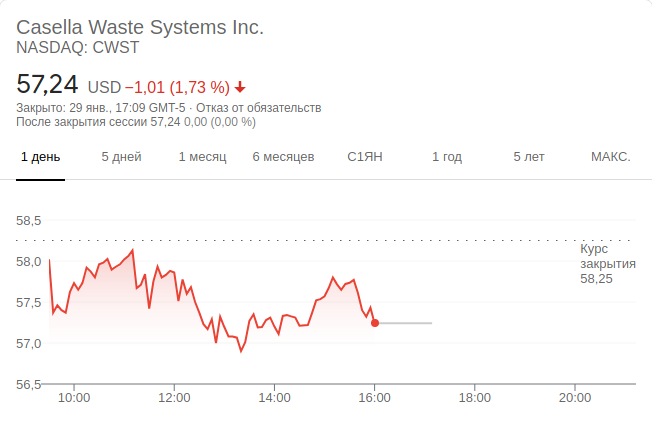 Casella Waste Systems Inc.
NASDAQ: CWST
57,24 USD −1,01 (1,73 %)
Закрыто: 29 янв., 17:09 GMT-5 · Отказ от обязательств
После закрытия сессии 57,24 0,00 (0,00 %)
1 день 5 дней 1 месяц 6 месяцев С1ЯН 1 год 5 лет МАКС.
58,5
58,0
57,5
57,0
56,5
Курс
закрытия
58,25
10:00 12:00 14:00 16:00 18:00 20:00